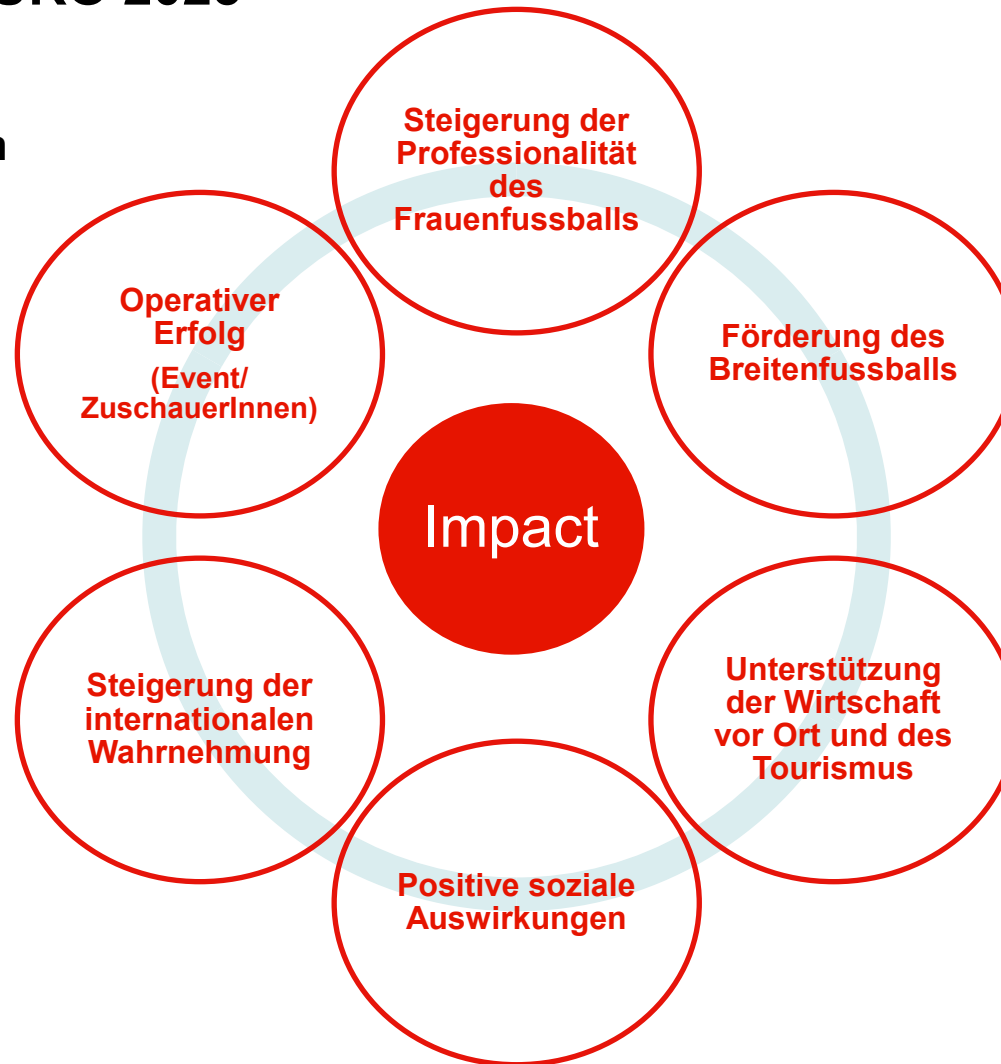 Steigerung der
Professionalität
des
Frauenfussballs
Operativer
Erfolg
(Event/
ZuschauerInnen)
Förderung des
Breitenfussballs
Impact
Steigerung der
internationalen
Wahrnehmung
Unterstützung
der Wirtschaft
vor Ort und des
Tourismus
Positive soziale
Auswirkungen